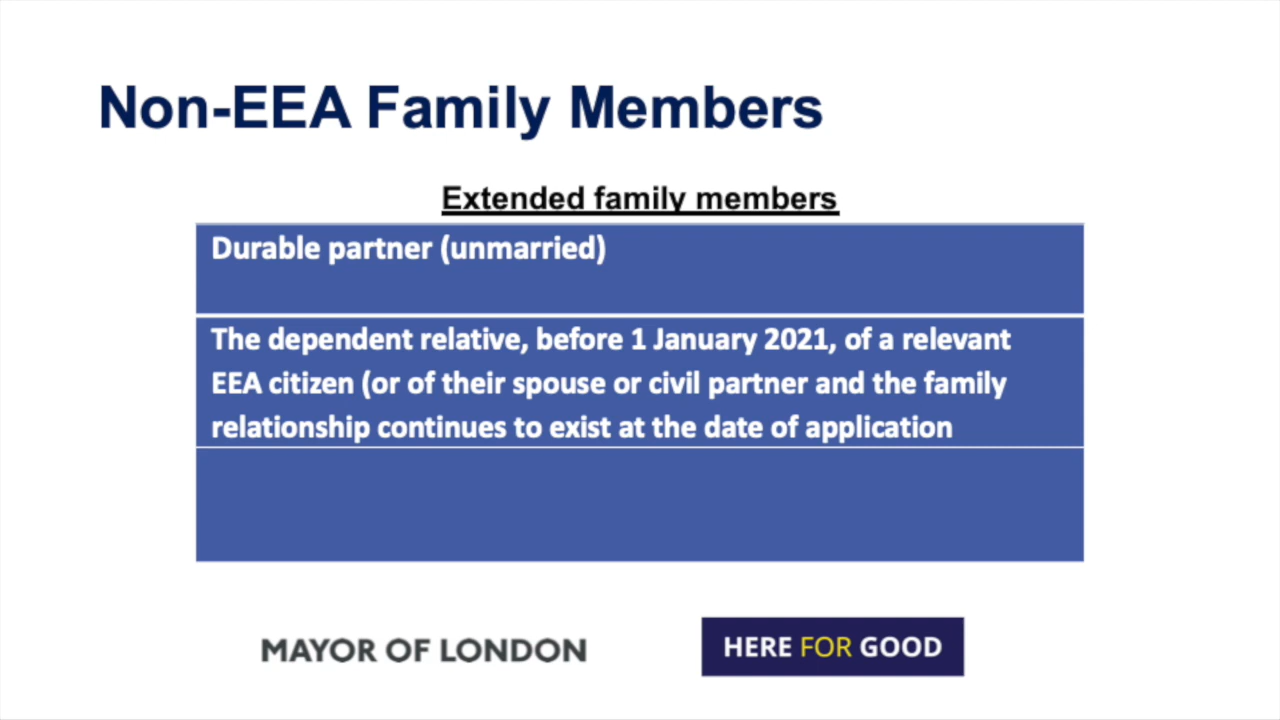 Non-EEA Family Members
Extended family members
Durable partner (unmarried)
The dependent relative, before 1 January 2021, of a relevant
EEA citizen (or of their spouse or civil partner and the family
relationship continues to exist at the date of application
MAYOR OF LONDON
HERE FOR GOOD